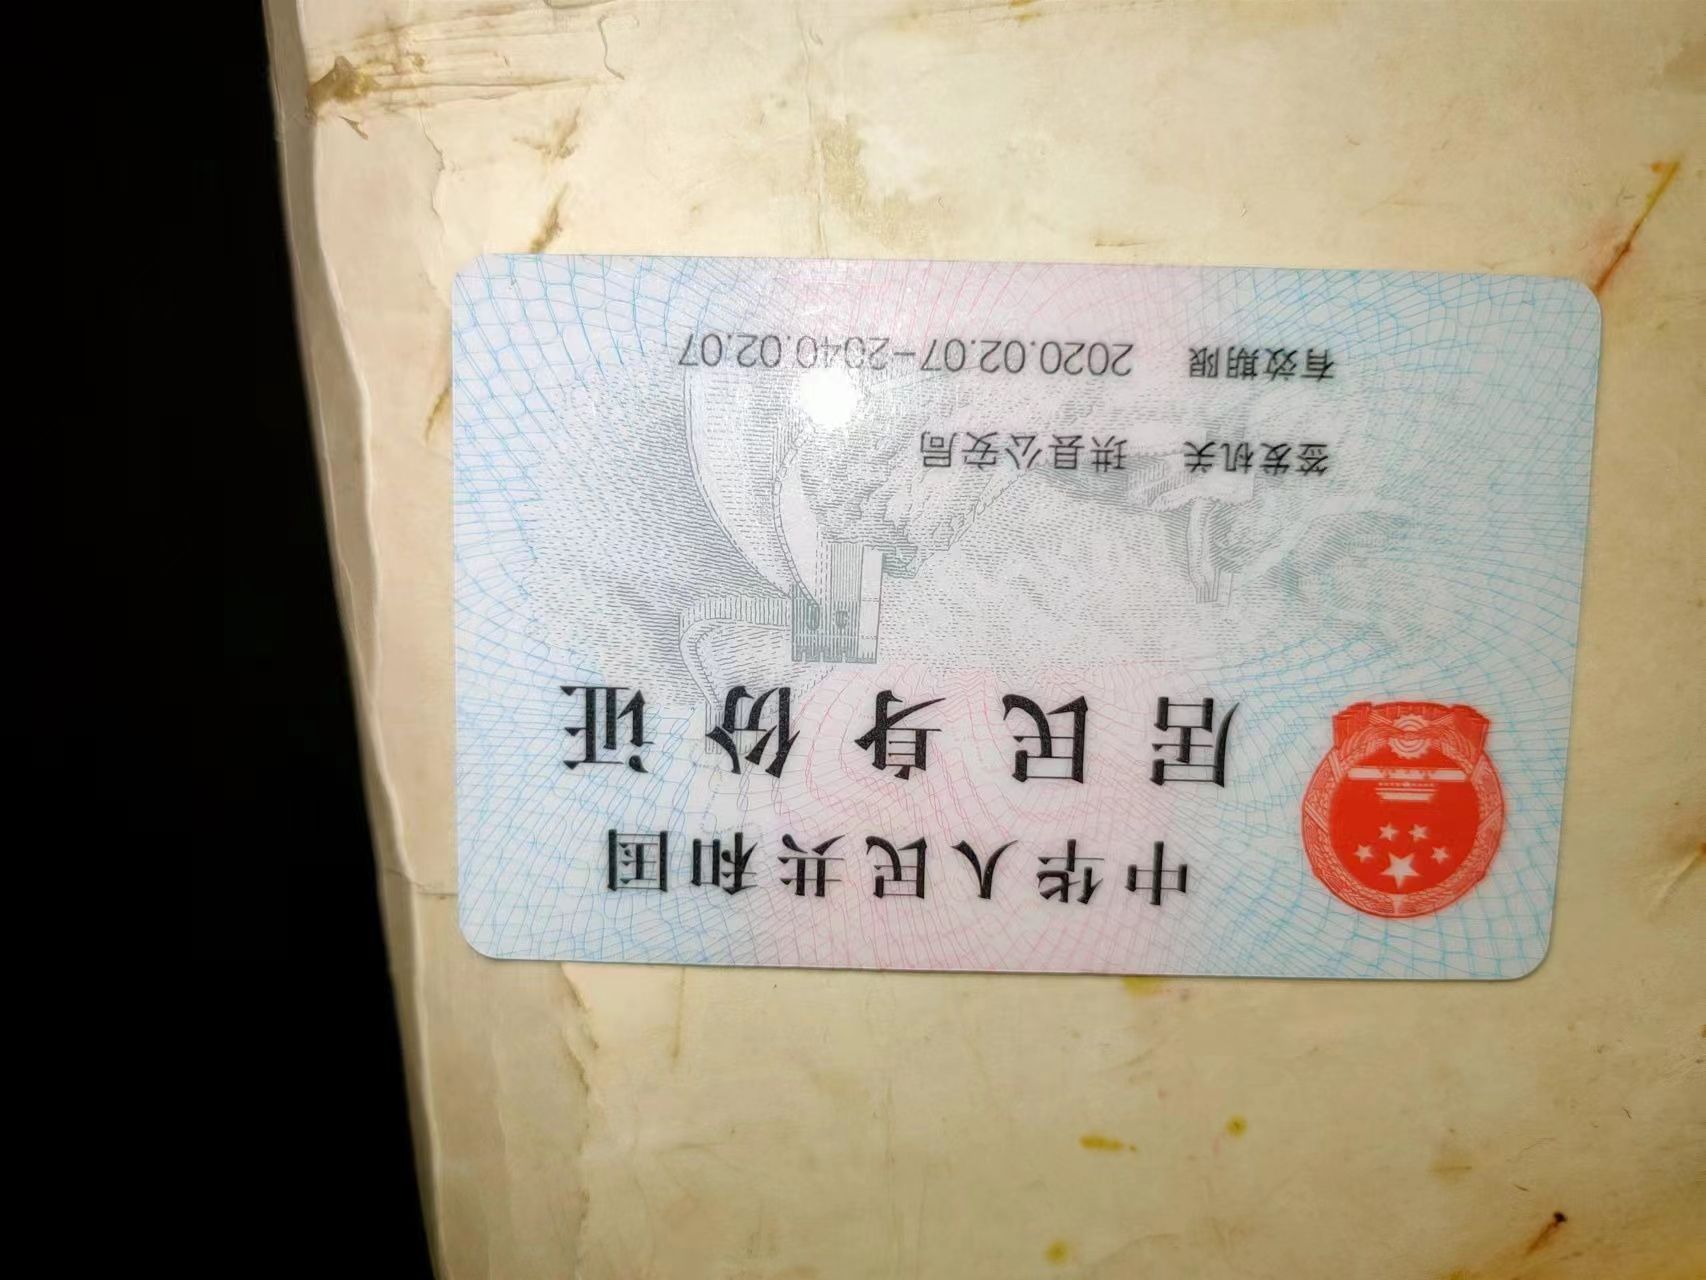 中华人民共和国
居民身份证
签发机关 珙县公安局
有效期限 2020.02.07-2040.02.07